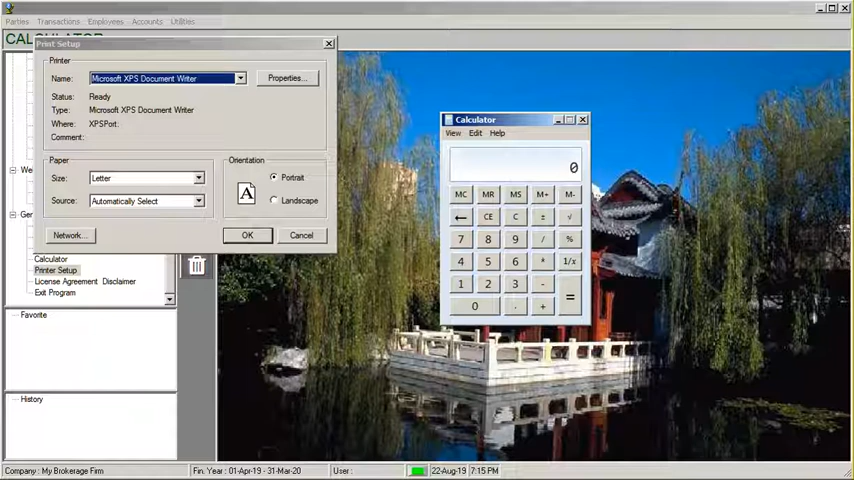 Parties Transactions Employees Accounts Utilities
Print Setup
Printer
Name: Microsoft XPS Document Writer Properties...
Status: Ready
Type: Microsoft XPS Document Writer
Where: XPSPort:
Comment:
Paper
Size: Letter
Source: Automatically Select
Orientation
A
Portrait
Landscape
Network...
OK
Cancel
Calculator
View Edit Help
0
MC MR MS M+ M-
← CE C ± √
7 8 9 / %
4 5 6 * 1/x
1 2 3 - =
0 . +
Calculator
Printer Setup
License Agreement Disclaimer
Exit Program
Favorite
History
Company : My Brokerage Firm
Fin. Year : 01-Apr-19 - 31-Mar-20
User :
22-Aug-19 7:15 PM